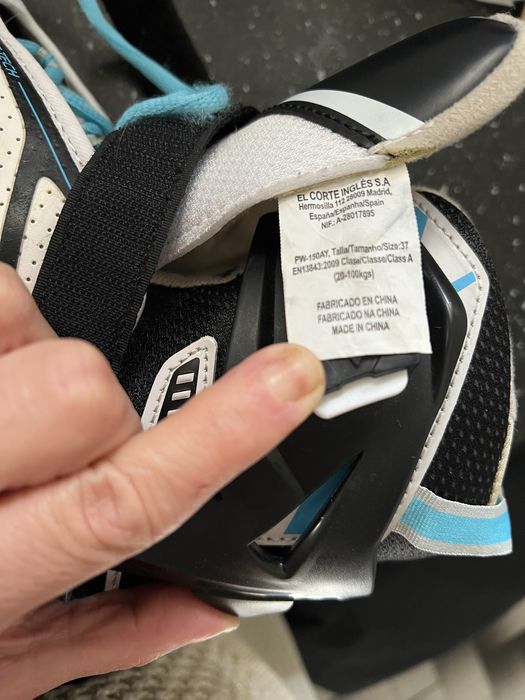 TECH
EL CORTE INGLÉS S.A
Hermosilla 112 28009 Madrid,
España/Espanha/Spain
NIF.: A-28017895
PW-150AY, Talla/Tamanho/Size:37
EN13843:2009 Clase/Classe/Class A
(20-100kgs)
FABRICADO EN CHINA
FABRICADO NA CHINA
MADE IN CHINA